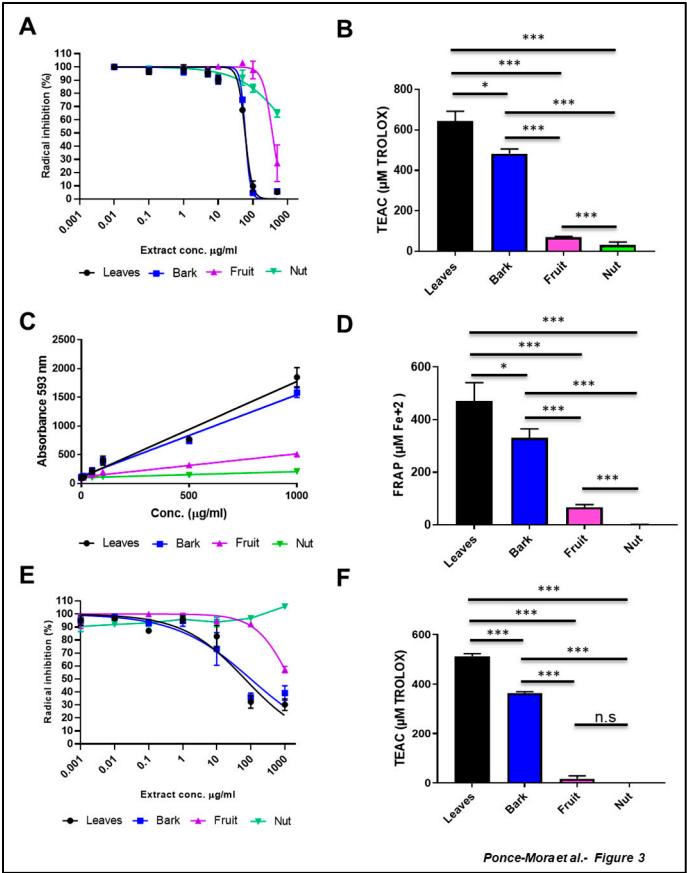 A
Radical inhibition (%)
110
100
90
80
70
60
50
40
30
20
10
0
0.001
0.01
0.1
1
10
100
1000
Extract conc. μg/ml
Leaves Bark Fruit Nut
B
TEAC (μM TROLOX)
600
400
200
0
***
***
*
***
***
***
Leaves
Bark
Fruit
Nut
C
Absorbance 593 nm
2500
2000
1500
1000
500
0
0
500
1000
Conc. (μg/ml)
Leaves Bark Fruit Nut
D
FRAP (μM Fe+2)
600
400
200
0
***
***
*
***
***
***
Leaves
Bark
Fruit
Nut
E
Radical inhibition (%)
110
100
90
80
70
60
50
40
30
20
10
0
0.001
0.01
0.1
1
10
100
1000
Extract conc. μg/ml
Leaves Bark Fruit Nut
F
TEAC (μM TROLOX)
600
400
200
0
***
***
***
***
***
n.s
Leaves
Bark
Fruit
Nut
Ponce-Mora et al.- Figure 3